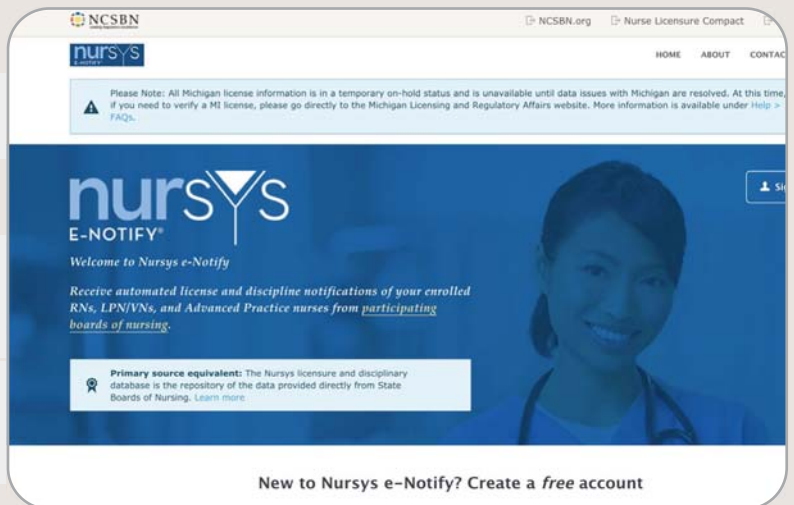 NCSBN
NCSBN.org Nurse Licensure Compact
nursys
E-NOTIFY
HOME ABOUT CONTAC
Please Note: All Michigan license information is in a temporary on-hold status and is unavailable until data issues with Michigan are resolved. At this time,
if you need to verify a MI license, please go directly to the Michigan Licensing and Regulatory Affairs website. More information is available under Help >
FAQs.
nursys
E-NOTIFY®
Sig
Welcome to Nursys e-Notify
Receive automated license and discipline notifications of your enrolled
RNs, LPN/VNs, and Advanced Practice nurses from participating
boards of nursing.
Primary source equivalent: The Nursys licensure and disciplinary
database is the repository of the data provided directly from State
Boards of Nursing. Learn more
New to Nursys e-Notify? Create a free account